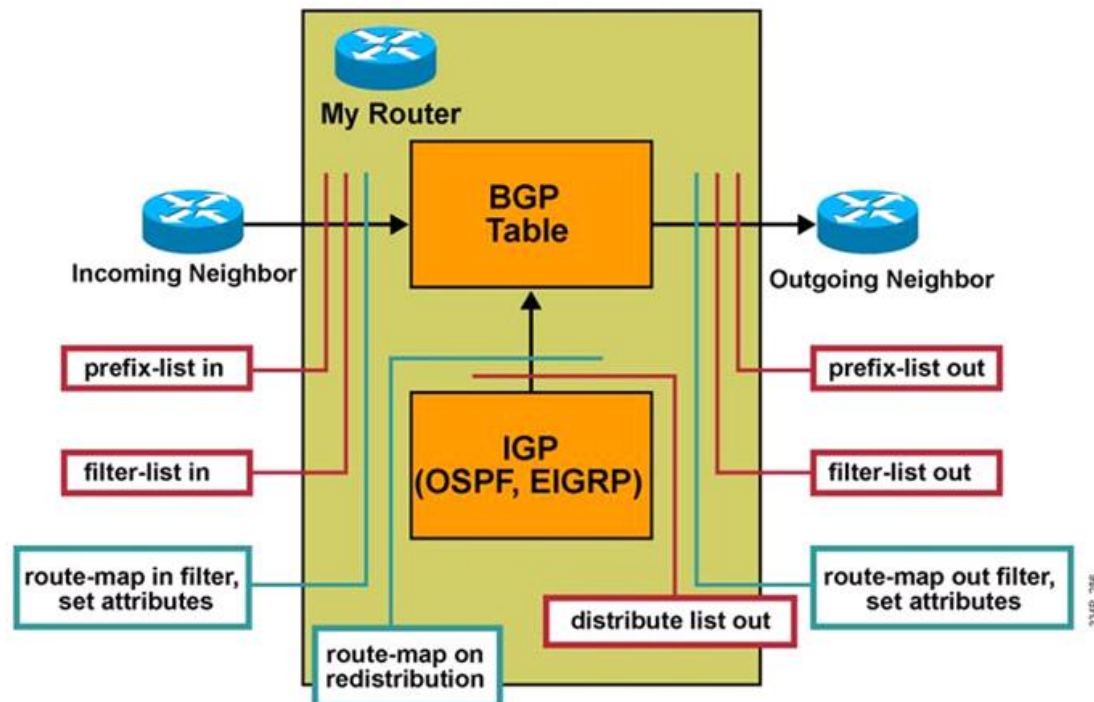 My Router
BGP
Table
Incoming Neighbor
Outgoing Neighbor
prefix-list in
prefix-list out
IGP
(OSPF, EIGRP)
filter-list in
filter-list out
route-map in filter,
set attributes
route-map out filter,
set attributes
distribute list out
route-map on
redistribution